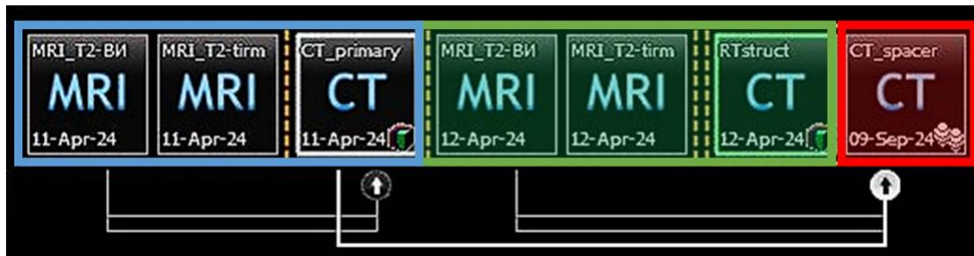 MRI_T2-ВИ MRI_T2-tirm CT_primary MRI_T2-ВИ MRI_T2-tirm RTstruct CT_spacer
MRI MRI CT MRI MRI CT CT
11-Apr-24 11-Apr-24 11-Apr-24 12-Apr-24 12-Apr-24 12-Apr-24 09-Sep-24